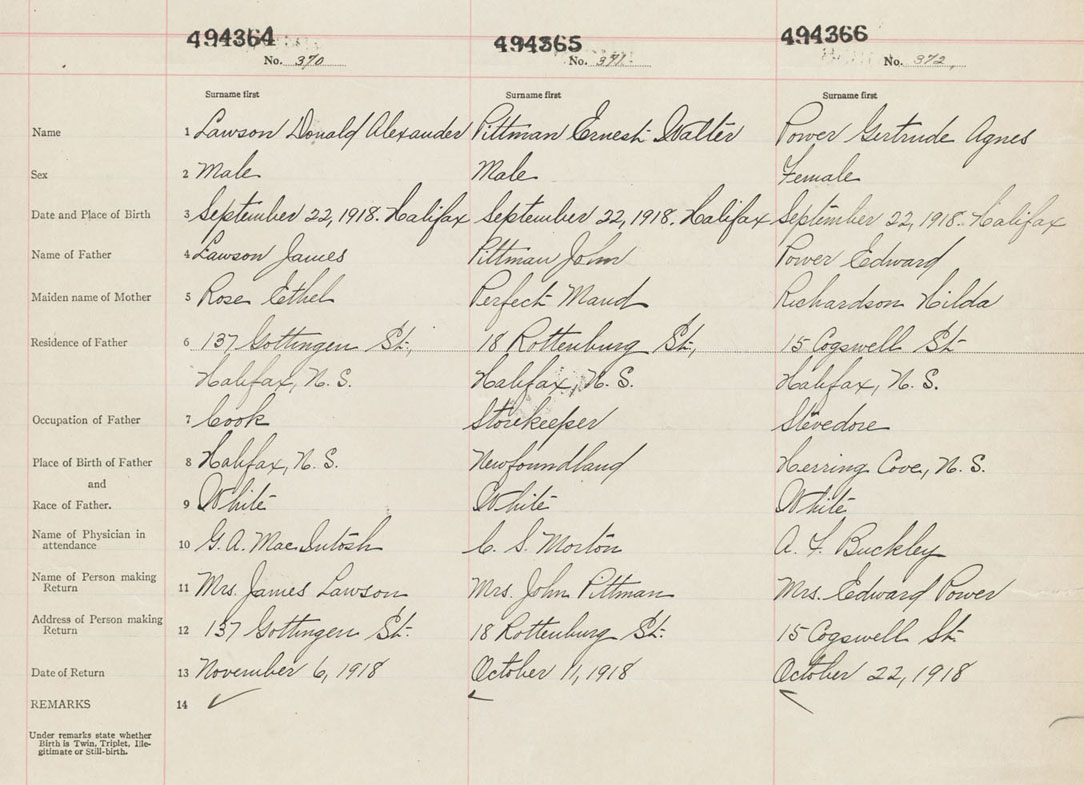 494364 494365 494366
No. 370 No. 371. No. 372,
Surname first Surname first Surname first
Name 1 Lawson Donald Alexander Pittman Ernest Walter Power Gertrude Agnes
Sex 2 Male Male Female
Date and Place of Birth 3 September 22, 1918. Halifax September 22, 1918. Halifax September 22, 1918. Halifax
Name of Father 4 Lawson James Pittman John Power Edward
Maiden name of Mother 5 Rose Ethel Perfect Maud Richardson Hilda
Residence of Father 6 137 Gottingen St., 18 Rottenburg St., 15 Cogswell St.
Halifax, N. S. Halifax, N. S. Halifax, N. S.
Occupation of Father 7 Cook Storekeeper Stevedore
Place of Birth of Father 8 Halifax, N. S. Newfoundland Herring Cove, N. S.
and
Race of Father. 9 White White White
Name of Physician in
attendance 10 G. A. MacIntosh C. S. Morton A. F. Buckley
Name of Person making
Return 11 Mrs. James Lawson Mrs. John Pittman Mrs. Edward Power
Address of Person making
Return 12 137 Gottingen St. 18 Rottenburg St. 15 Cogswell St.
Date of Return 13 November 6, 1918 October 11, 1918 October 22, 1918
REMARKS 14
Under remarks state whether
Birth is Twin, Triplet, Ille-
gitimate or Still-birth.